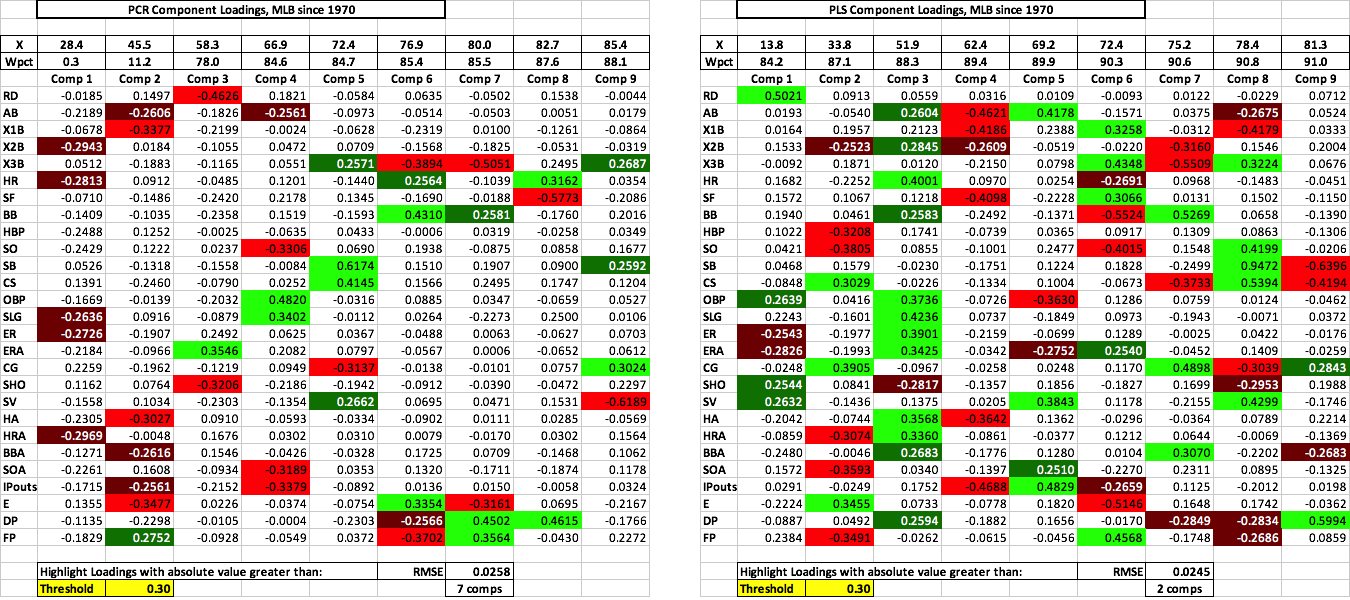 PCR Component Loadings, MLB since 1970
X 28.4 45.5 58.3 66.9 72.4 76.9 80.0 82.7 85.4
Wpct 0.3 11.2 78.0 84.6 84.7 85.4 85.5 87.6 88.1
Comp 1 Comp 2 Comp 3 Comp 4 Comp 5 Comp 6 Comp 7 Comp 8 Comp 9
RD -0.0185 0.1497 -0.4626 0.1821 -0.0584 0.0635 -0.0502 0.1538 -0.0044
AB -0.2189 -0.2606 -0.1826 -0.2561 -0.0973 -0.0514 -0.0503 0.0051 0.0179
X1B -0.0678 -0.3377 -0.2199 -0.0024 -0.0628 -0.2319 0.0100 -0.1261 -0.0864
X2B -0.2943 0.0184 -0.1055 0.0472 0.0709 -0.1568 -0.1825 -0.0531 -0.0319
X3B 0.0512 -0.1883 -0.1165 0.0551 0.2571 -0.3894 -0.5051 0.2495 0.2687
HR -0.2813 0.0912 -0.0485 0.1201 -0.1440 0.2564 -0.1039 0.3162 0.0354
SF -0.0710 -0.1486 -0.2420 0.2178 0.1345 -0.1690 -0.0188 -0.5773 -0.2086
BB -0.1409 -0.1035 -0.2358 0.1519 -0.1593 0.4310 0.2581 -0.1760 0.2016
HBP -0.2488 0.1252 -0.0025 -0.0635 0.0433 -0.0006 0.0319 -0.0258 0.0349
SO -0.2429 0.1222 0.0237 -0.3306 0.0690 0.1938 -0.0875 0.0858 0.1677
SB 0.0526 -0.1318 -0.1558 -0.0084 0.6174 0.1510 0.1907 0.0900 0.2592
CS 0.1391 -0.2460 -0.0790 0.0252 0.4145 0.1566 0.2495 0.1747 0.1204
OBP -0.1669 -0.0139 -0.2032 0.4820 -0.0316 0.0885 0.0347 -0.0659 0.0527
SLG -0.2636 0.0916 -0.0879 0.3402 -0.0112 0.0264 -0.2273 0.2500 0.0106
ER -0.2726 -0.1907 0.2492 0.0625 0.0367 -0.0488 0.0063 -0.0627 0.0703
ERA -0.2184 -0.0966 0.3546 0.2082 0.0797 -0.0567 0.0006 -0.0652 0.0612
CG 0.2259 -0.1962 -0.1219 0.0949 -0.3137 -0.0138 -0.0101 0.0757 0.3024
SHO 0.1162 0.0764 -0.3206 -0.2186 -0.1942 -0.0912 -0.0390 -0.0472 0.2297
SV -0.1558 0.1034 -0.2303 -0.1354 0.2662 0.0695 0.0471 0.1531 -0.6189
HA -0.2305 -0.3027 0.0910 -0.0593 -0.0334 -0.0902 0.0111 0.0285 -0.0569
HRA -0.2969 -0.0048 0.1676 0.0302 0.0310 0.0079 -0.0170 0.0302 0.1564
BBA -0.1271 -0.2616 -0.1546 -0.0426 -0.0328 0.1725 0.0709 -0.1468 0.1062
SOA -0.2261 0.1608 -0.0934 -0.3189 0.0353 0.1320 -0.1711 -0.1874 0.1178
IPouts -0.1715 -0.2561 -0.2152 -0.3379 -0.0892 0.0136 0.0150 -0.0058 0.0324
E 0.1355 -0.3477 0.0226 -0.0374 -0.0754 0.3354 -0.3161 0.0695 -0.2167
DP -0.1135 -0.2298 -0.0105 -0.0004 -0.2303 -0.2566 0.4502 0.4615 -0.1766
FP -0.1829 0.2752 -0.0928 -0.0549 0.0372 -0.3702 0.3564 -0.0430 0.2272
Highlight Loadings with absolute value greater than: RMSE 0.0258
Threshold 0.30 7 comps
PLS Component Loadings, MLB since 1970
X 13.8 33.8 51.9 62.4 69.2 72.4 75.2 78.4 81.3
Wpct 84.2 87.1 88.3 89.4 89.9 90.3 90.6 90.8 91.0
Comp 1 Comp 2 Comp 3 Comp 4 Comp 5 Comp 6 Comp 7 Comp 8 Comp 9
RD 0.5021 0.0913 0.0559 0.0316 0.0109 -0.0093 0.0122 -0.0229 0.0712
AB 0.0193 -0.0540 0.2604 -0.4621 0.4178 -0.1571 0.0375 -0.2675 0.0524
X1B 0.0164 0.1957 0.2123 -0.4186 0.2388 0.3258 -0.0312 -0.4179 0.0333
X2B 0.1533 -0.2523 0.2845 -0.2609 -0.0519 -0.0220 -0.3160 0.1546 0.2004
X3B -0.0092 0.1871 0.0120 -0.2150 0.0798 0.4348 -0.5509 0.3224 0.0676
HR 0.1682 -0.2252 0.4001 0.0970 0.0254 -0.2691 0.0968 -0.1483 -0.0451
SF 0.1572 0.1067 0.1218 -0.4098 -0.2228 0.3066 0.0131 0.1502 -0.1150
BB 0.1940 0.0461 0.2583 -0.2492 -0.1371 -0.5524 0.5269 0.0658 -0.1390
HBP 0.1022 -0.3208 0.1741 -0.0739 0.0365 0.0917 0.1309 0.0863 -0.1306
SO 0.0421 -0.3805 0.0855 -0.1001 0.2477 -0.4015 0.1548 0.4199 -0.0206
SB 0.0468 0.1579 -0.0230 -0.1751 0.1224 0.1828 -0.2499 0.9472 -0.6396
CS -0.0848 0.3029 -0.0226 -0.1334 0.1004 -0.0673 -0.3733 0.5394 -0.4194
OBP 0.2639 0.0416 0.3736 -0.0726 -0.3630 0.1286 0.0759 0.0124 -0.0462
SLG 0.2243 -0.1601 0.4236 0.0737 -0.1849 0.0973 -0.1943 -0.0071 0.0372
ER -0.2543 -0.1977 0.3901 -0.2159 -0.0699 0.1289 -0.0025 0.0422 -0.0176
ERA -0.2826 -0.1993 0.3425 -0.0342 -0.2752 0.2540 -0.0452 0.1409 -0.0259
CG -0.0248 0.3905 -0.0967 -0.0258 0.0248 0.1170 0.4898 -0.3039 0.2843
SHO 0.2544 0.0841 -0.2817 -0.1357 0.1856 -0.1827 0.1699 -0.2953 0.1988
SV 0.2632 -0.1436 0.1375 0.0205 0.3843 0.1178 -0.2155 0.4299 -0.1746
HA -0.2042 -0.0744 0.3568 -0.3642 0.1362 -0.0296 -0.0364 0.0789 0.2214
HRA -0.0859 -0.3074 0.3360 -0.0861 -0.0377 0.1212 0.0644 -0.0069 -0.1369
BBA -0.2480 -0.0046 0.2683 -0.1776 0.1280 0.0104 0.3070 -0.2202 -0.2683
SOA 0.1572 -0.3593 0.0340 -0.1397 0.2510 -0.2270 0.2311 0.0895 -0.1325
IPouts 0.0291 -0.0249 0.1752 -0.4688 0.4829 -0.2659 0.1125 -0.2012 0.0198
E -0.2224 0.3455 0.0733 -0.0778 0.1820 -0.5146 0.1648 0.1742 -0.0362
DP -0.0887 0.0492 0.2594 -0.1882 0.1656 -0.0170 -0.2849 -0.2834 0.5994
FP 0.2384 -0.3491 -0.0262 -0.0615 -0.0456 0.4568 -0.1748 -0.2686 0.0859
Highlight Loadings with absolute value greater than: RMSE 0.0245
Threshold 0.30 2 comps